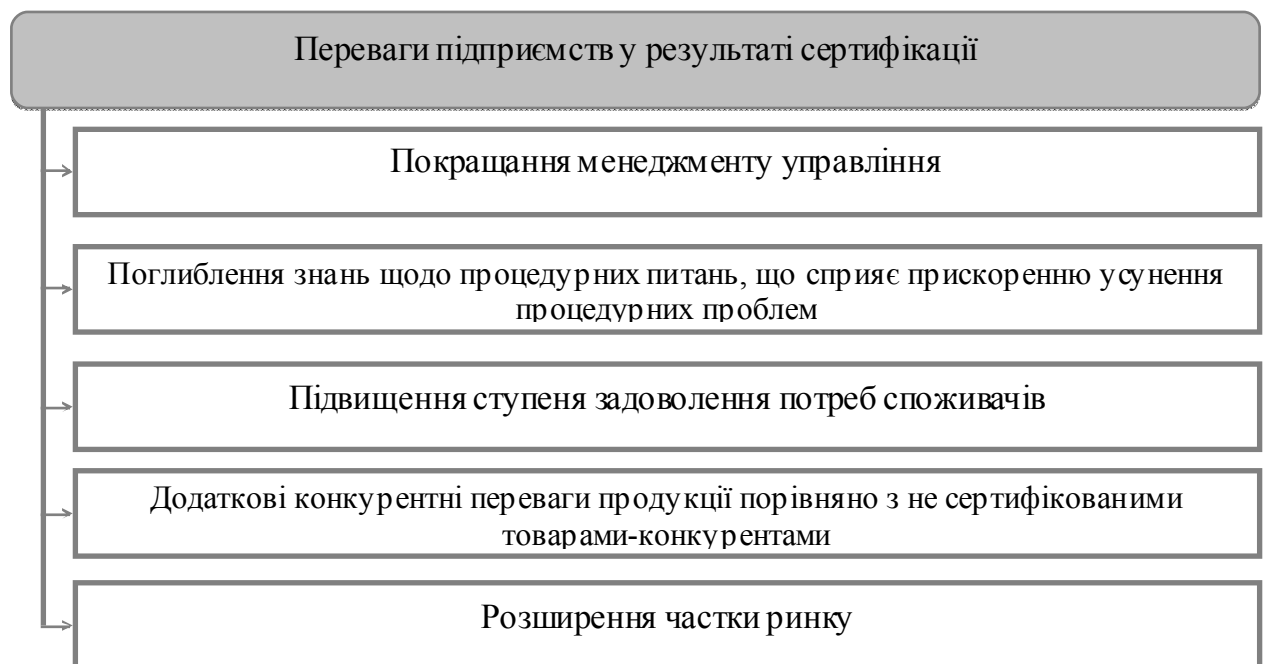 Переваги підприємств у результаті сертифікації
Покращання менеджменту управління
Поглиблення знань щодо процедурних питань, що сприяє прискоренню усунення
процедурних проблем
Підвищення ступеня задоволення потреб споживачів
Додаткові конкурентні переваги продукції порівняно з не сертифікованими
товарами-конкурентами
Розширення частки ринку